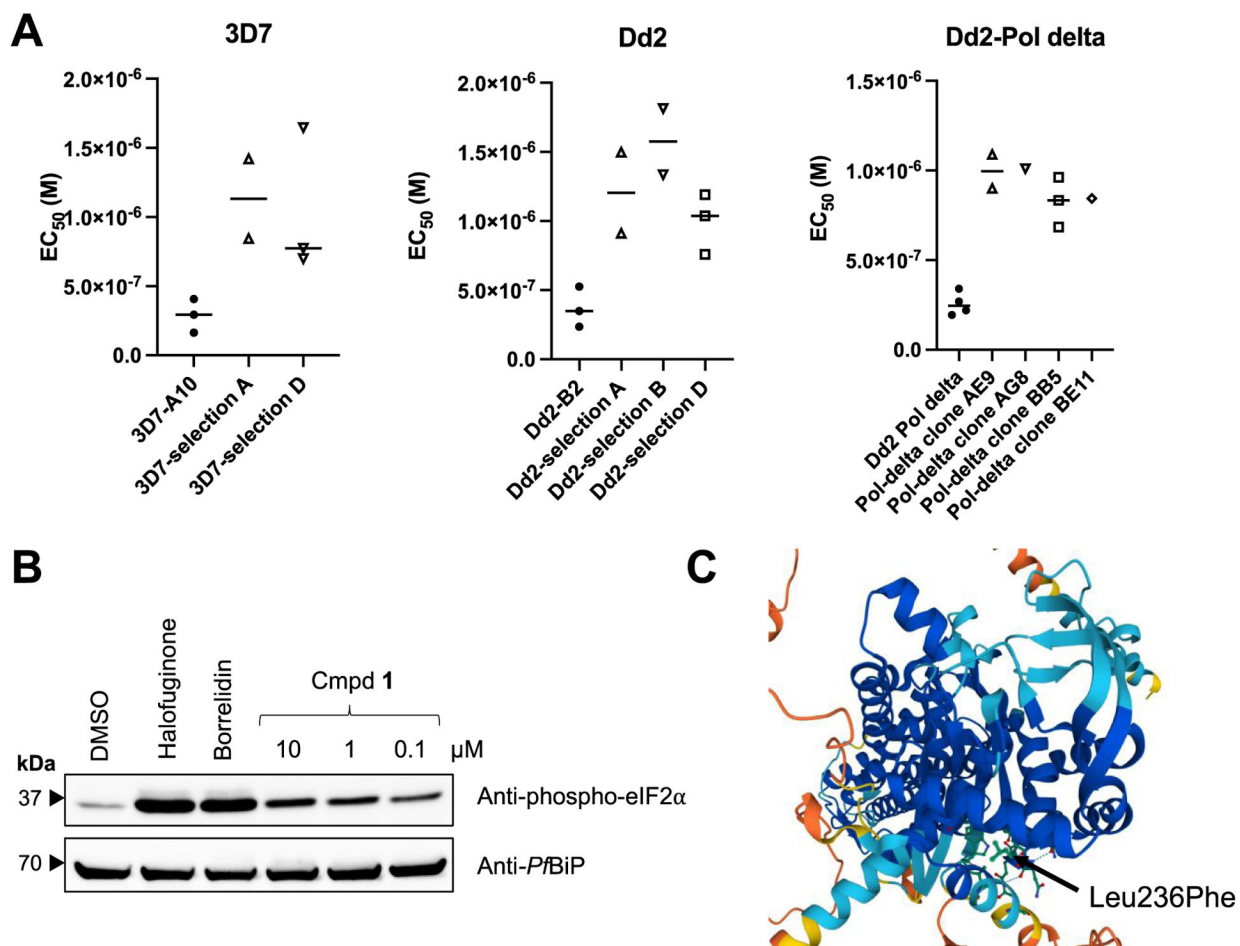 A
3D7
EC50 (M)
2.0×10-6
1.5×10-6
1.0×10-6
5.0×10-7
0.0
3D7-A10
3D7-selection A
3D7-selection D
Dd2
EC50 (M)
2.0×10-6
1.5×10-6
1.0×10-6
5.0×10-7
0.0
Dd2-B2
Dd2-selection A
Dd2-selection B
Dd2-selection D
Dd2-Pol delta
EC50 (M)
1.5×10-6
1.0×10-6
5.0×10-7
0.0
Dd2 Pol delta
Pol-delta clone AE9
Pol-delta clone AG8
Pol-delta clone BB5
Pol-delta clone BE11
B
DMSO
Halofuginone
Borrelidin
Cmpd 1
10 1 0.1 µM
kDa
37
Anti-phospho-eIF2α
70
Anti-PfBiP
C
Leu236Phe